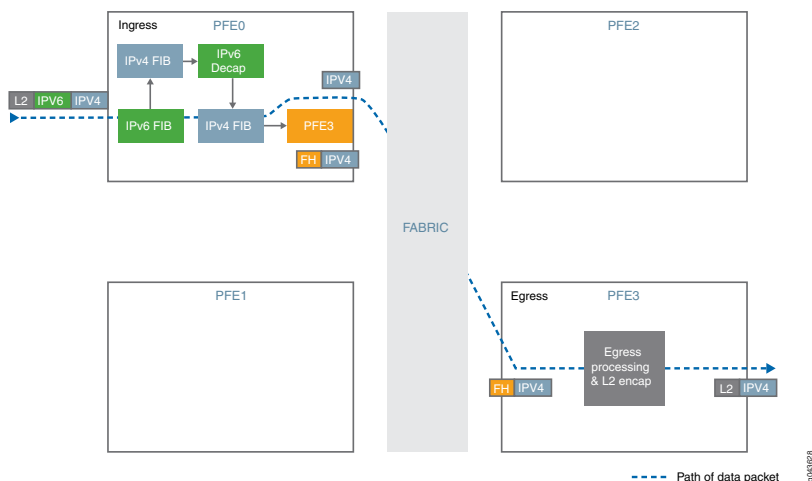 Ingress PFE0
IPv4 FIB
IPv6
Decap
IPV4
L2 IPV6 IPV4
IPv6 FIB
IPv4 FIB
PFE3
FH IPV4
PFE2
FABRIC
PFE1
Egress PFE3
Egress
processing
& L2 encap
FH IPV4
L2 IPV4
Path of data packet